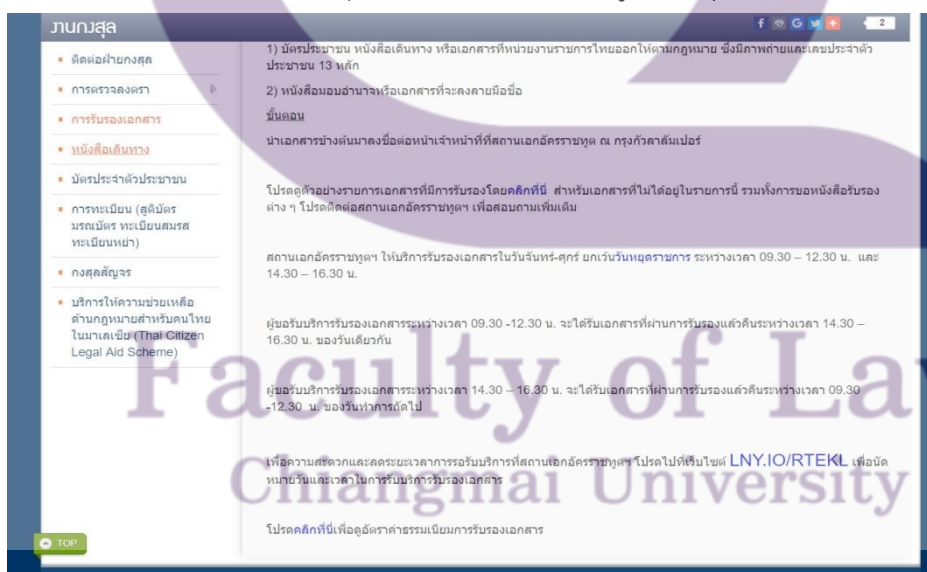 งานกงสุล
2
ติดต่อฝ่ายกงสุล
การตรวจลงตรา
การรับรองเอกสาร
หนังสือเดินทาง
บัตรประจำตัวประชาชน
การทะเบียน (สูติบัตร
มรณบัตร ทะเบียนสมรส
ทะเบียนหย่า)
กงสุลสัญจร
บริการให้ความช่วยเหลือ
ด้านกฎหมายสำหรับคนไทย
ในมาเลเซีย (Thai Citizen
Legal Aid Scheme)
TOP
1) บัตรประชาชน หนังสือเดินทาง หรือเอกสารที่หน่วยงานราชการไทยออกให้ตามกฎหมาย ซึ่งมีภาพถ่ายและเลขประจำตัว
ประชาชน 13 หลัก
2) หนังสือมอบอำนาจหรือเอกสารที่จะลงลายมือชื่อ
ขั้นตอน
นำเอกสารข้างต้นมาลงชื่อต่อหน้าเจ้าหน้าที่ที่สถานเอกอัครราชทูต ณ กรุงกัวลาลัมเปอร์
โปรดดูตัวอย่างรายการเอกสารที่มีการรับรองโดยคลิกที่นี่ สำหรับเอกสารที่ไม่ได้อยู่ในรายการนี้ รวมทั้งการขอหนังสือรับรอง
ต่าง ๆ โปรดติดต่อสถานเอกอัครราชทูตฯ เพื่อสอบถามเพิ่มเติม
สถานเอกอัครราชทูตฯ ให้บริการรับรองเอกสารในวันจันทร์-ศุกร์ ยกเว้นวันหยุดราชการ ระหว่างเวลา 09.30 – 12.30 น. และ
14.30 – 16.30 น.
ผู้ขอรับบริการรับรองเอกสารระหว่างเวลา 09.30 -12.30 น. จะได้รับเอกสารที่ผ่านการรับรองแล้วคืนระหว่างเวลา 14.30 –
16.30 น. ของวันเดียวกัน
ผู้ขอรับบริการรับรองเอกสารระหว่างเวลา 14.30 – 16.30 น. จะได้รับเอกสารที่ผ่านการรับรองแล้วคืนระหว่างเวลา 09.30
-12.30 น. ของวันทำการถัดไป
เพื่อความสะดวกและลดระยะเวลาการรอรับบริการที่สถานเอกอัครราชทูตฯ โปรดไปที่เว็บไซต์ LNY.IO/RTEKL เพื่อนัด
หมายวันและเวลาในการรับบริการรับรองเอกสาร
โปรดคลิกที่นี่เพื่อดูอัตราค่าธรรมเนียมการรับรองเอกสาร
Faculty of La
Chiangmai University